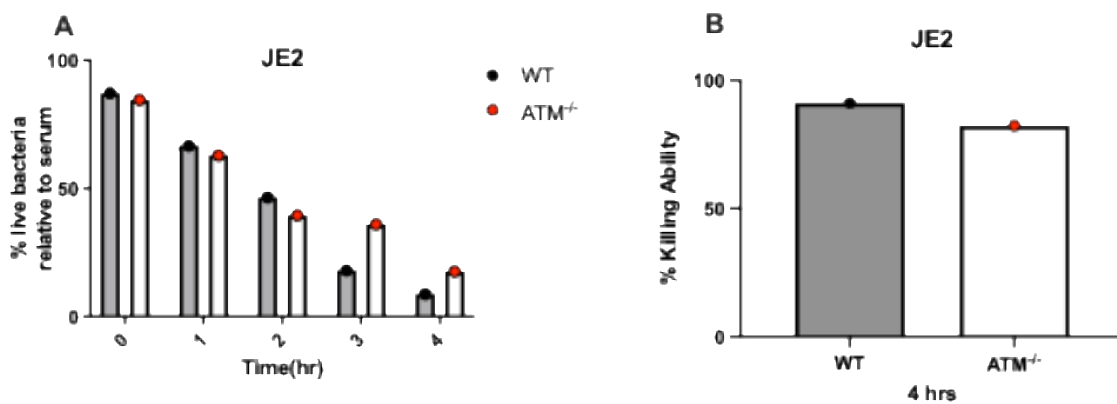 A
JE2
WT
ATM-/-
% live bacteria
relative to serum
100
50
0
0 1 2 3 4
Time(hr)
B
JE2
% Killing Ability
100
50
0
WT ATM-/-
4 hrs